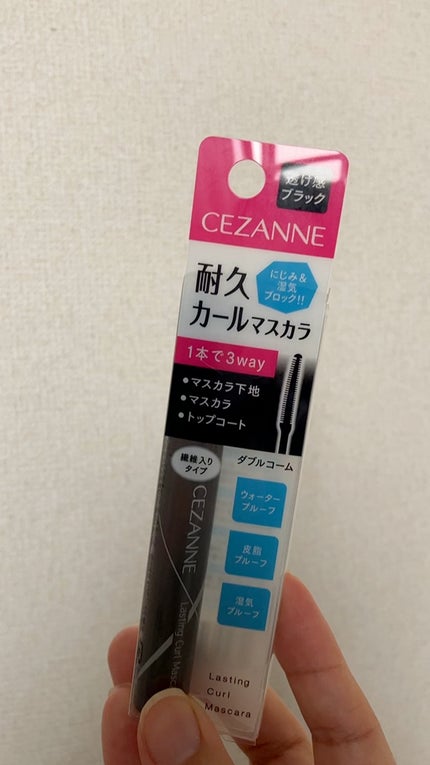 透け感
ブラック
CEZANNE
耐久
カールマスカラ
にじみ&
湿気
ブロック!!
1本で3way
•マスカラ下地
•マスカラ
•トップコート
繊維入り
タイプ
ダブルコーム
ウォーター
プルーフ
皮脂
プルーフ
湿気
プルーフ
CEZANNE
Lasting Curl Masc
Lasting
Curl
Mascara